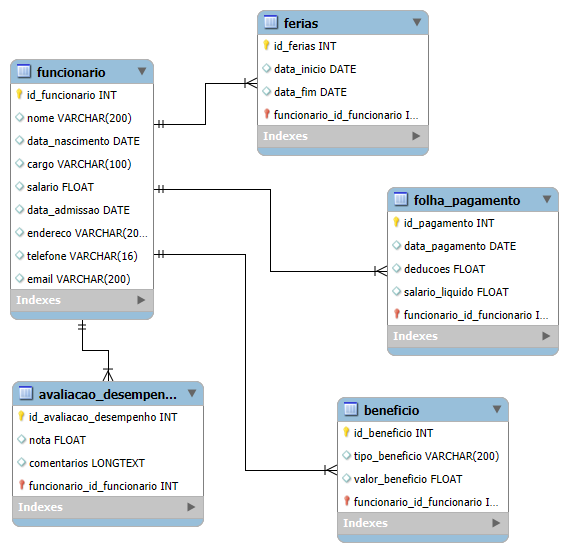 funcionario
id_funcionario INT
nome VARCHAR(200)
data_nascimento DATE
cargo VARCHAR(100)
salario FLOAT
data_admissao DATE
endereco VARCHAR(20...
telefone VARCHAR(16)
email VARCHAR(200)
Indexes
ferias
id_ferias INT
data_inicio DATE
data_fim DATE
funcionario_id_funcionario I...
Indexes
folha_pagamento
id_pagamento INT
data_pagamento DATE
deducoes FLOAT
salario_liquido FLOAT
funcionario_id_funcionario I...
Indexes
avaliacao_desempen...
id_avaliacao_desempenho INT
nota FLOAT
comentarios LONGTEXT
funcionario_id_funcionario INT
Indexes
beneficio
id_beneficio INT
tipo_beneficio VARCHAR(200)
valor_beneficio FLOAT
funcionario_id_funcionario I...
Indexes